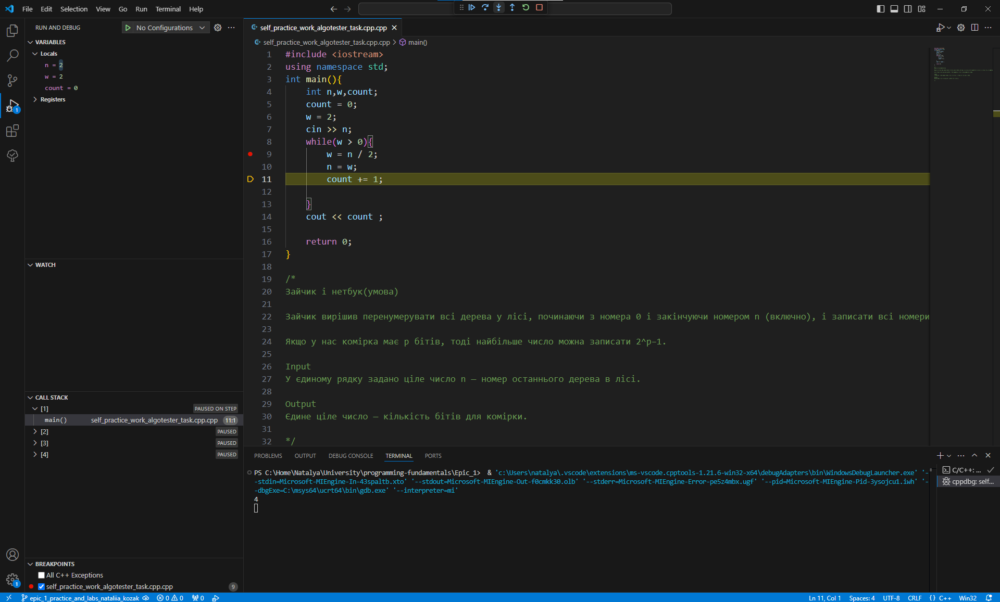 File Edit Selection View Go Run Terminal Help
RUN AND DEBUG No Configurations
VARIABLES
Locals
n = 2
w = 2
count = 0
Registers
WATCH
CALL STACK
[1] PAUSED ON STEP
main() self_practice_work_algotester_task.cpp.cpp 11:1
[2] PAUSED
[3] PAUSED
[4] PAUSED
BREAKPOINTS
All C++ Exceptions
self_practice_work_algotester_task.cpp.cpp 9
self_practice_work_algotester_task.cpp.cpp
self_practice_work_algotester_task.cpp.cpp > main()
1 #include <iostream>
2 using namespace std;
3 int main(){
4 int n,w,count;
5 count = 0;
6 w = 2;
7 cin >> n;
8 while(w > 0){
9 w = n / 2;
10 n = w;
11 count += 1;
12
13 }
14 cout << count ;
15
16 return 0;
17 }
18
19 /*
20 Зайчик і нетбук(умова)
21
22 Зайчик вирішив перенумерувати всі дерева у лісі, починаючи з номера 0 і закінчуючи номером n (включно), і записати всі номери
23
24 Якщо у нас комірка має p бітів, тоді найбільше число можна записати 2^p−1.
25
26 Input
27 У єдиному рядку задано ціле число n — номер останнього дерева в лісі.
28
29 Output
30 Єдине ціле число — кількість бітів для комірки.
31
32 */
PROBLEMS OUTPUT DEBUG CONSOLE TERMINAL PORTS
PS C:\Home\Natalya\University\programming-fundamentals\Epic_1> & 'c:\Users\natalya\.vscode\extensions\ms-vscode.cpptools-1.21.6-win32-x64\debugAdapters\bin\WindowsDebugLauncher.exe' '-
-stdin=Microsoft-MIEngine-In-43spaltb.xto' '--stdout=Microsoft-MIEngine-Out-f0cmkk30.olb' '--stderr=Microsoft-MIEngine-Error-pe5z4mbx.ugf' '--pid=Microsoft-MIEngine-Pid-3ysojcu1.iwh' '-
-dbgExe=C:\msys64\ucrt64\bin\gdb.exe' '--interpreter=mi'
4
C/C++: ...
cppdbg: self...
1
1
epic_1_practice_and_labs_nataliia_kozak 0 0 0 Ln 11, Col 1 Spaces: 4 UTF-8 CRLF {} C++ Win32